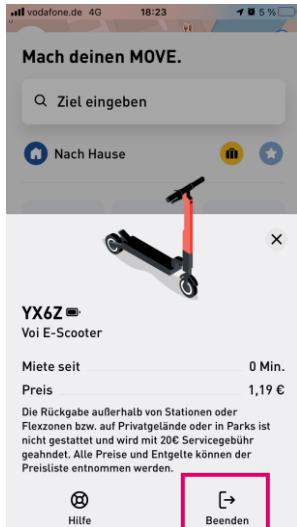 vodafone.de 4G 18:23 5 %
Mach deinen MOVE.
Ziel eingeben
Nach Hause
YX6Z
Voi E-Scooter
Miete seit 0 Min.
Preis 1,19 €
Die Rückgabe außerhalb von Stationen oder
Flexzonen bzw. auf Privatgelände oder in Parks ist
nicht gestattet und wird mit 20€ Servicegebühr
geahndet. Alle Preise und Entgelte können der
Preisliste entnommen werden.
Hilfe Beenden